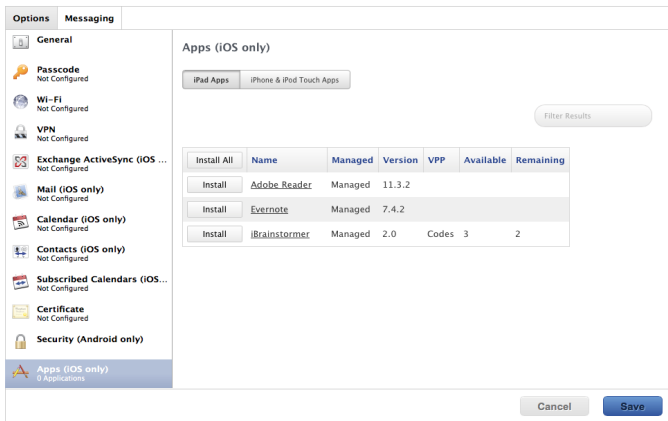 Options Messaging
General
Passcode
Not Configured
Wi-Fi
Not Configured
VPN
Not Configured
Exchange ActiveSync (iOS ...
Not Configured
Mail (iOS only)
Not Configured
Calendar (iOS only)
Not Configured
Contacts (iOS only)
Not Configured
Subscribed Calendars (iOS...
Not Configured
Certificate
Not Configured
Security (Android only)
Apps (iOS only)
0 Applications
Apps (iOS only)
iPad Apps iPhone & iPod Touch Apps
Filter Results
Install All Name Managed Version VPP Available Remaining
Install Adobe Reader Managed 11.3.2
Install Evernote Managed 7.4.2
Install iBrainstormer Managed 2.0 Codes 3 2
Cancel Save